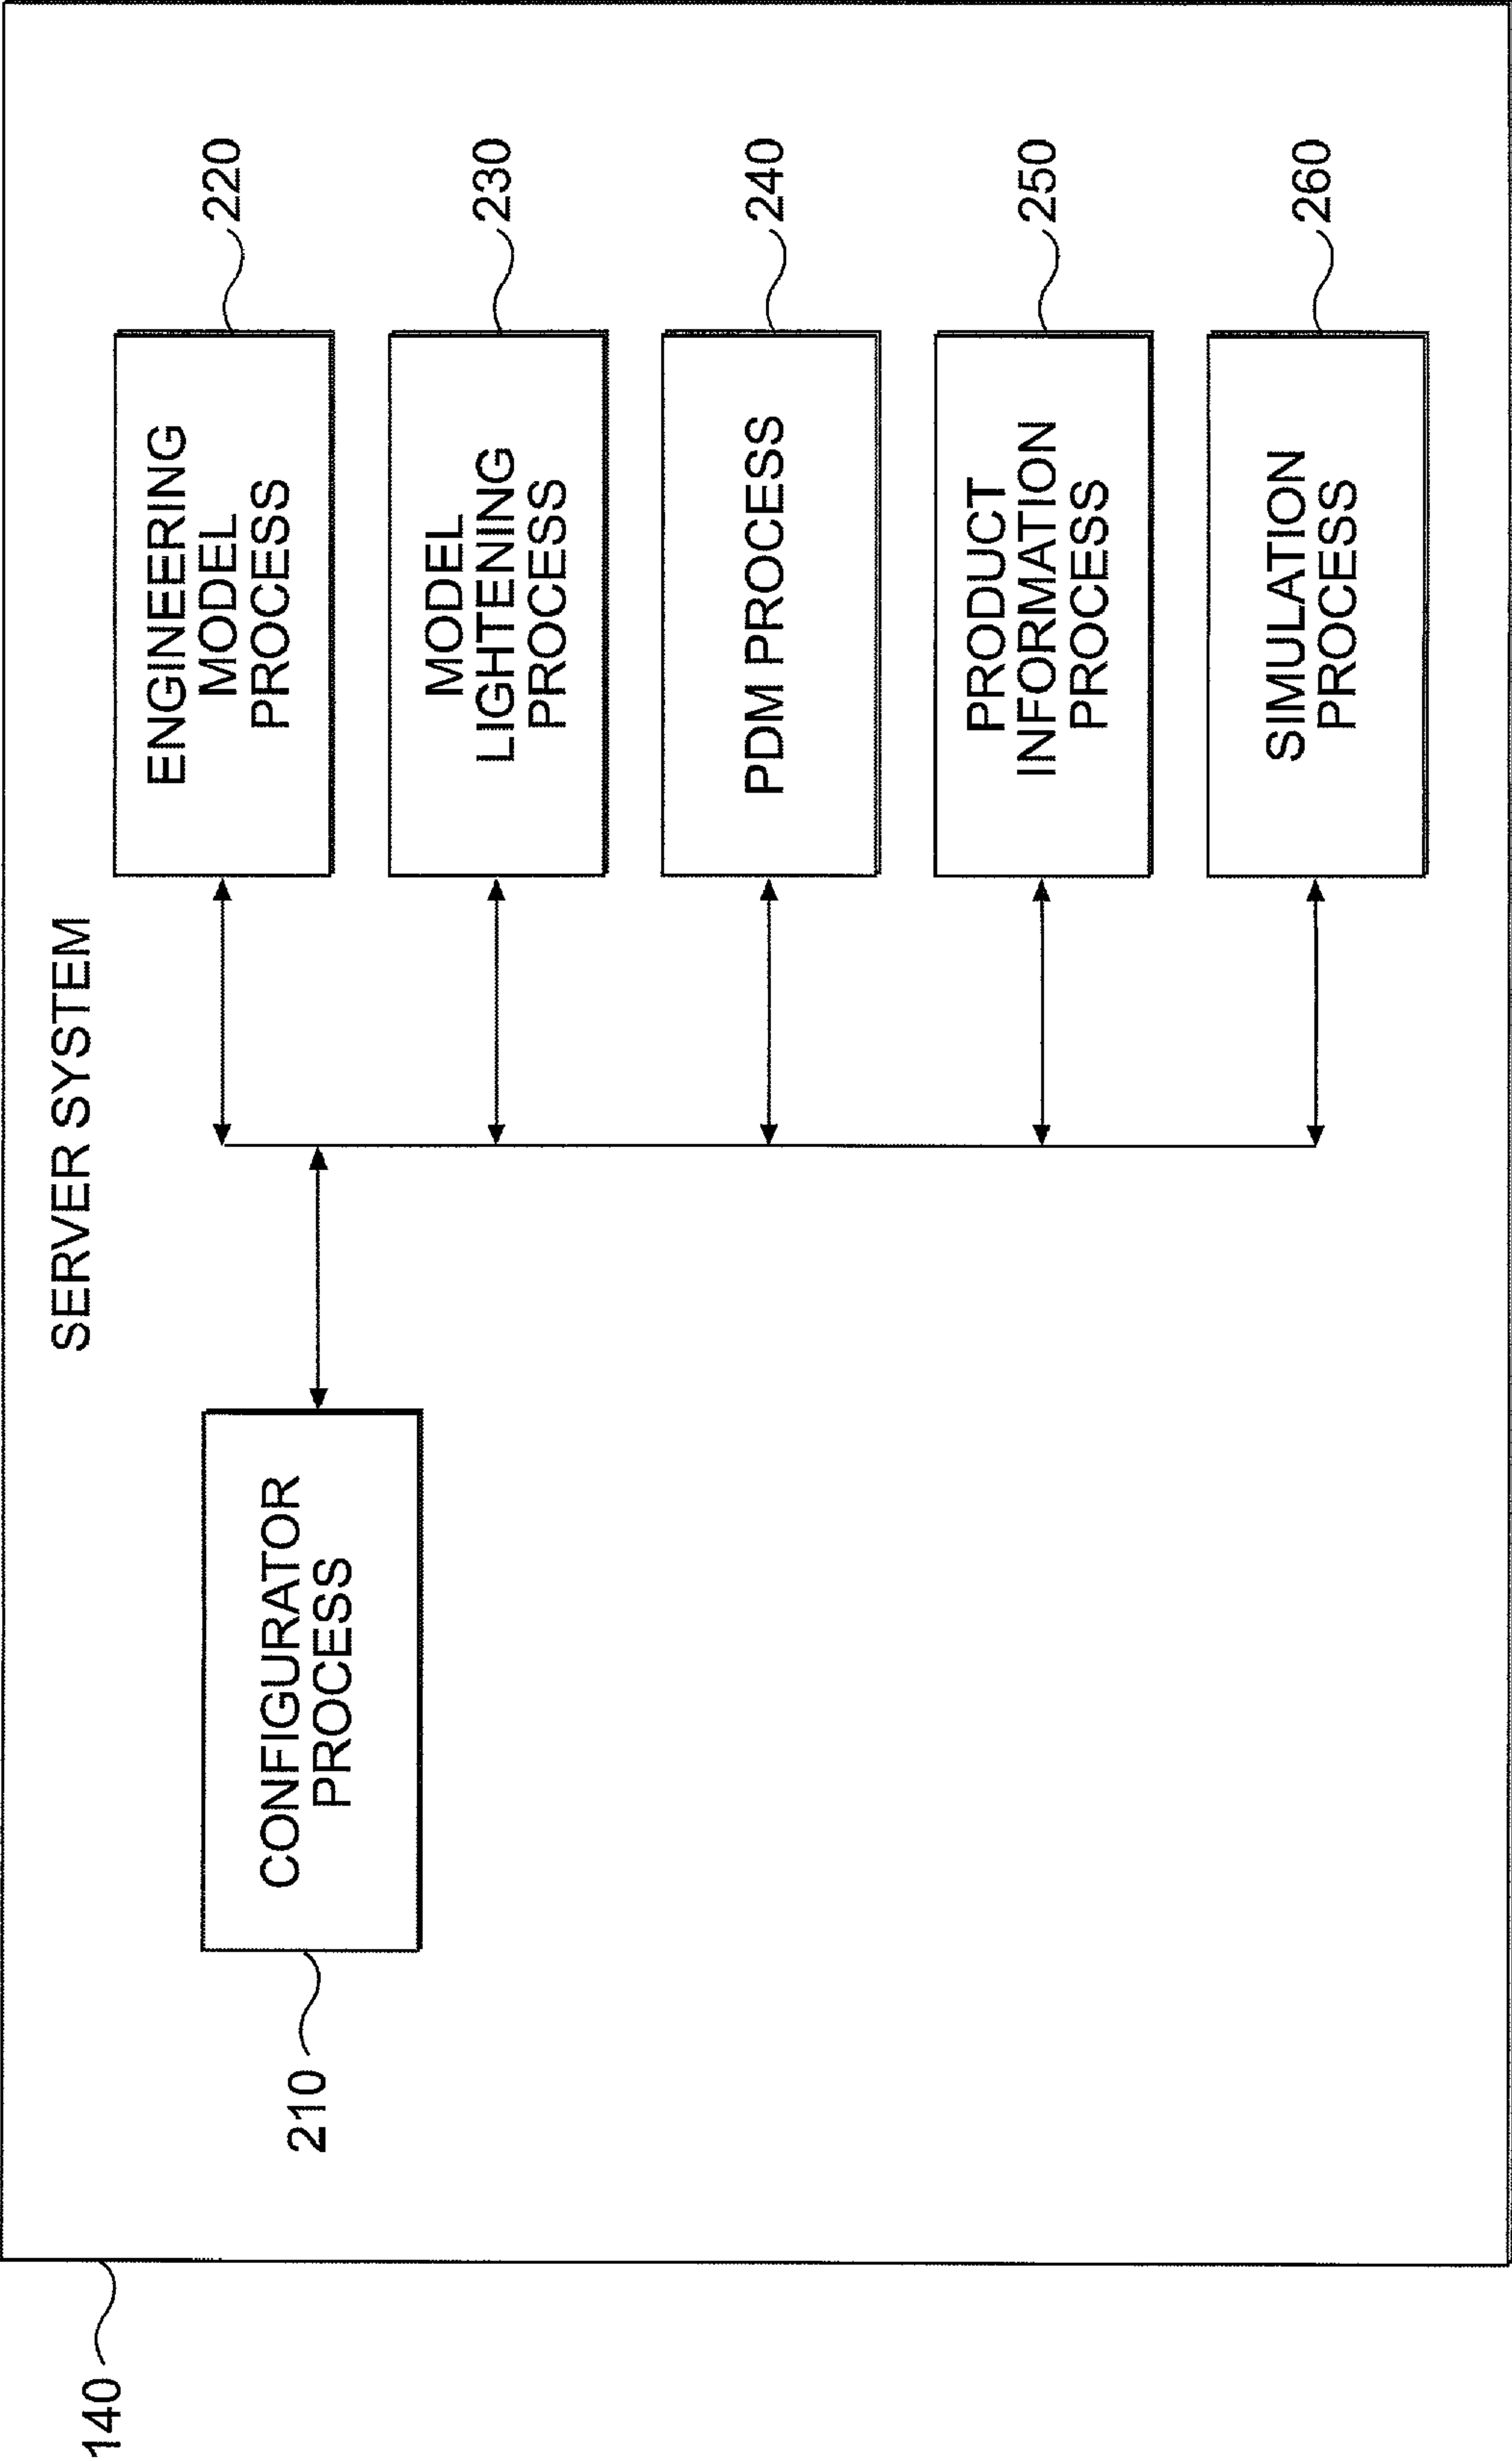 140
SERVER SYSTEM
210
CONFIGURATOR
PROCESS
ENGINEERING
MODEL
PROCESS
220
MODEL
LIGHTENING
PROCESS
230
PDM PROCESS
240
PRODUCT
INFORMATION
PROCESS
250
SIMULATION
PROCESS
260